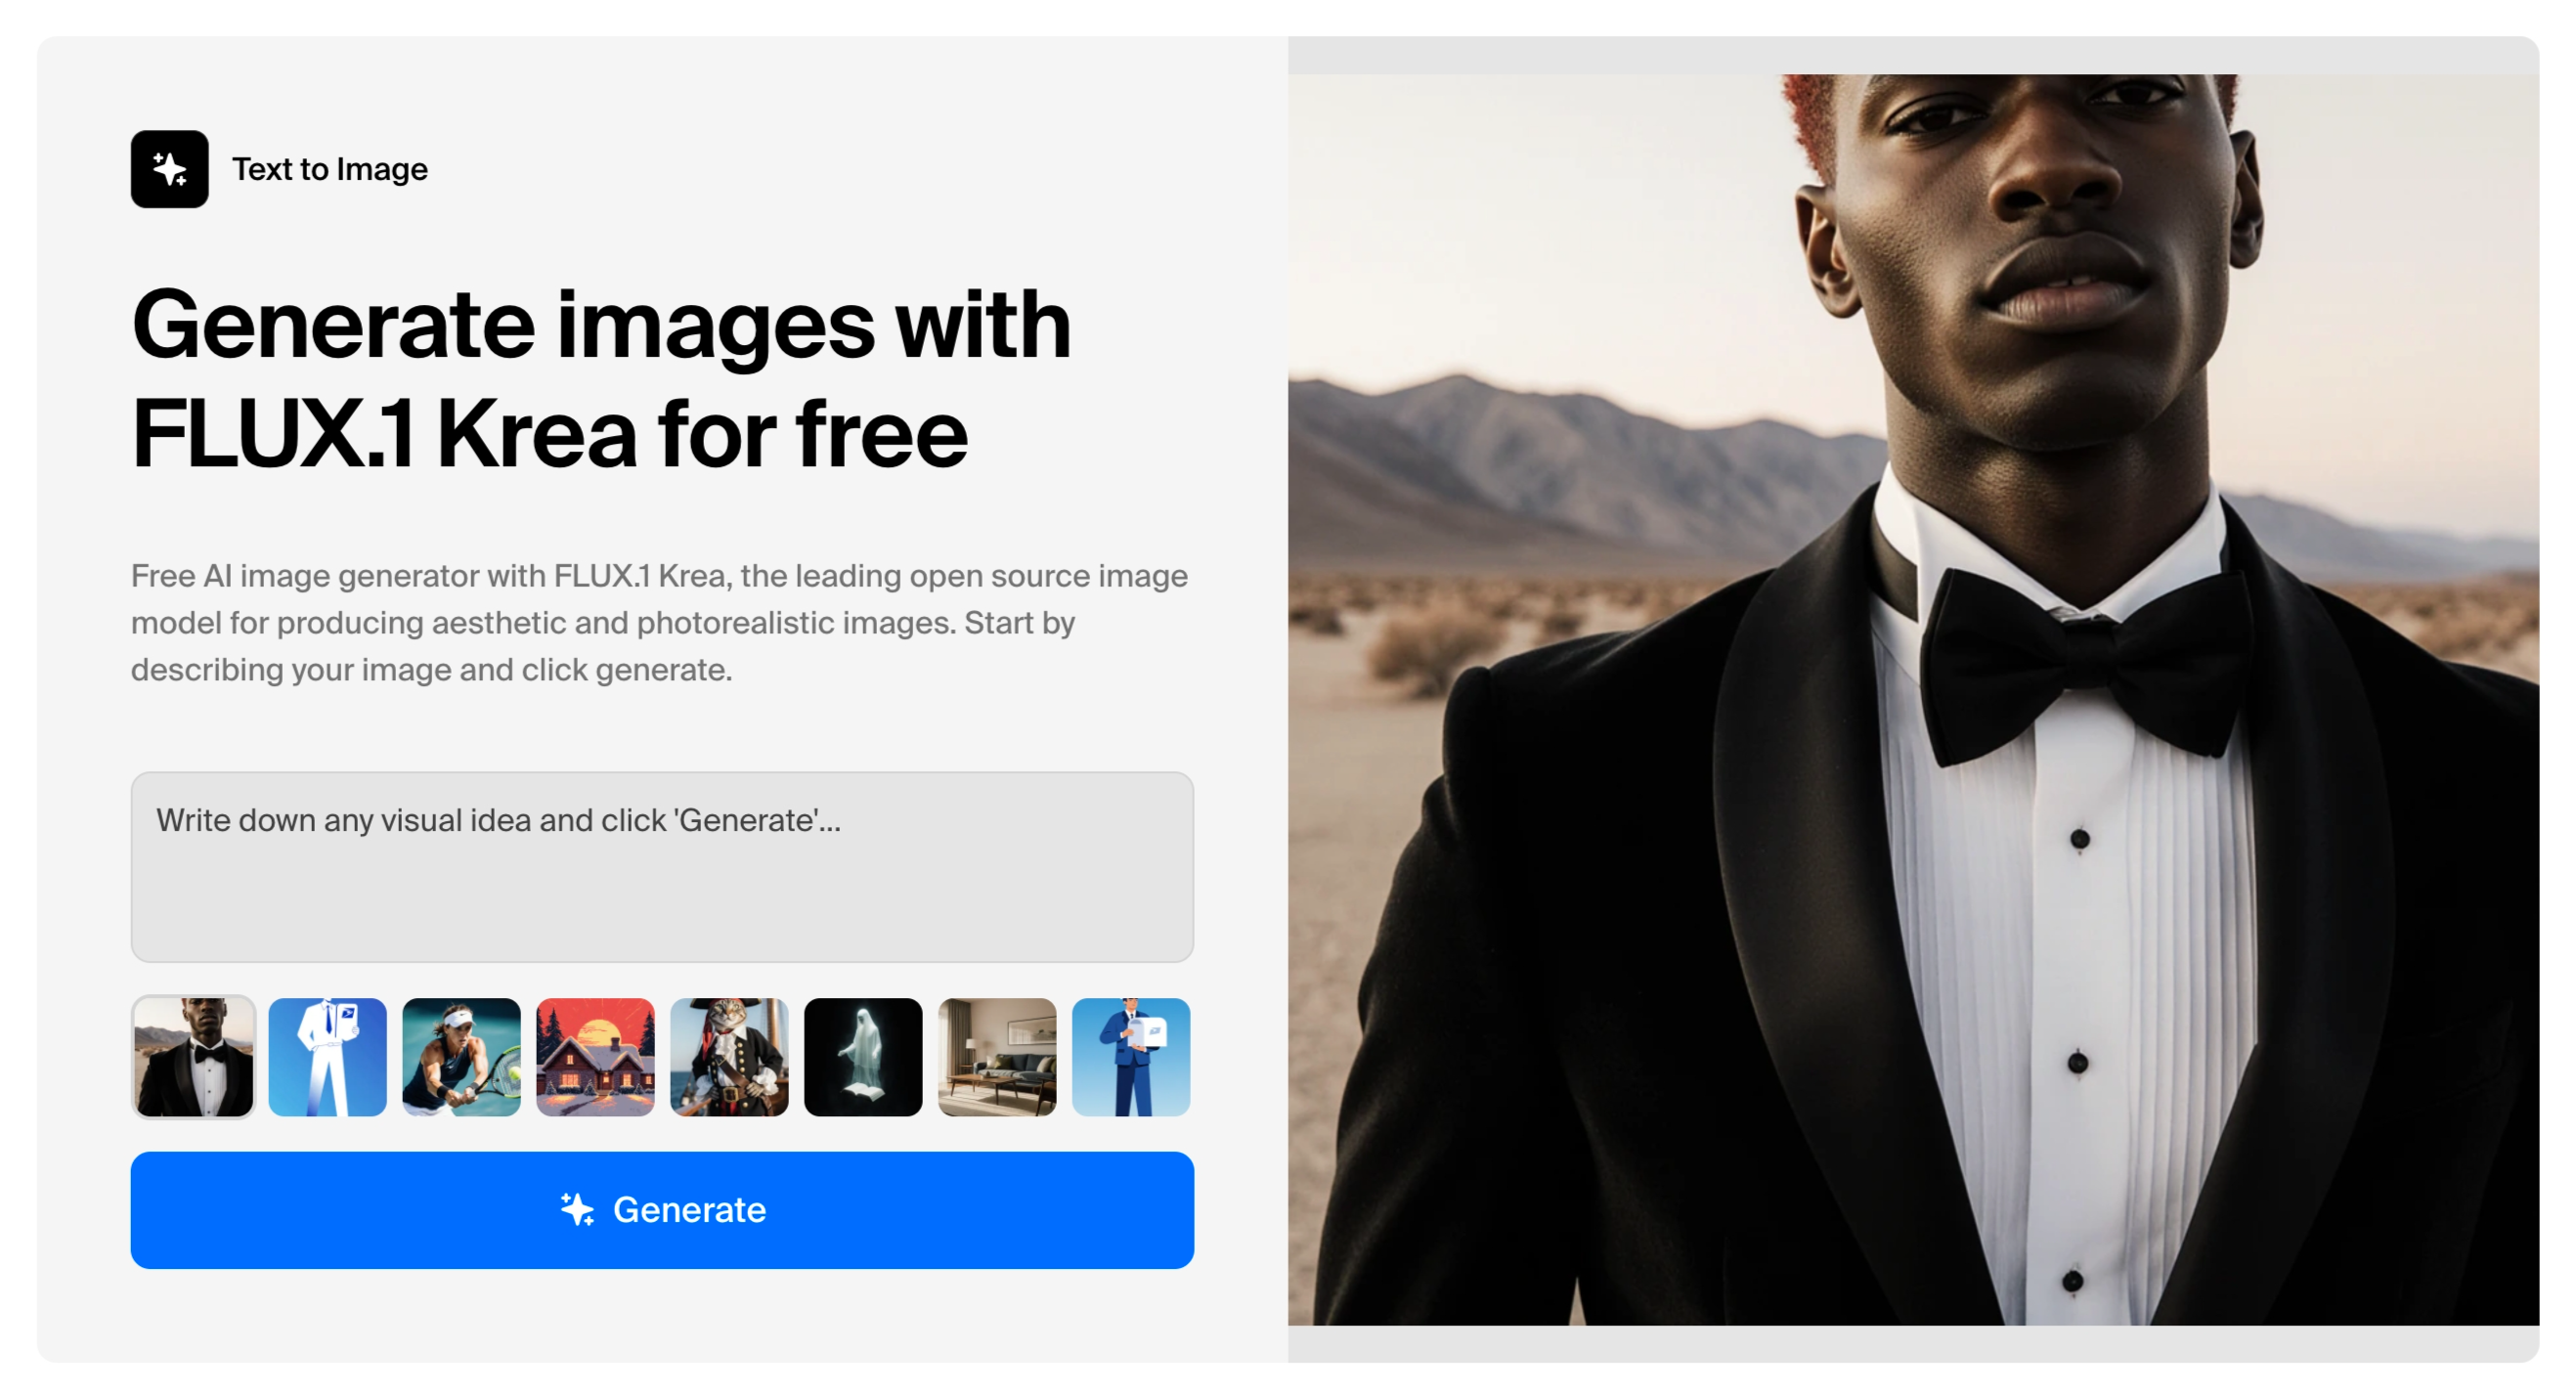 Text to Image
Generate images with
FLUX.1 Krea for free
Free AI image generator with FLUX.1 Krea, the leading open source image
model for producing aesthetic and photorealistic images. Start by
describing your image and click generate.
Write down any visual idea and click 'Generate'...
Generate